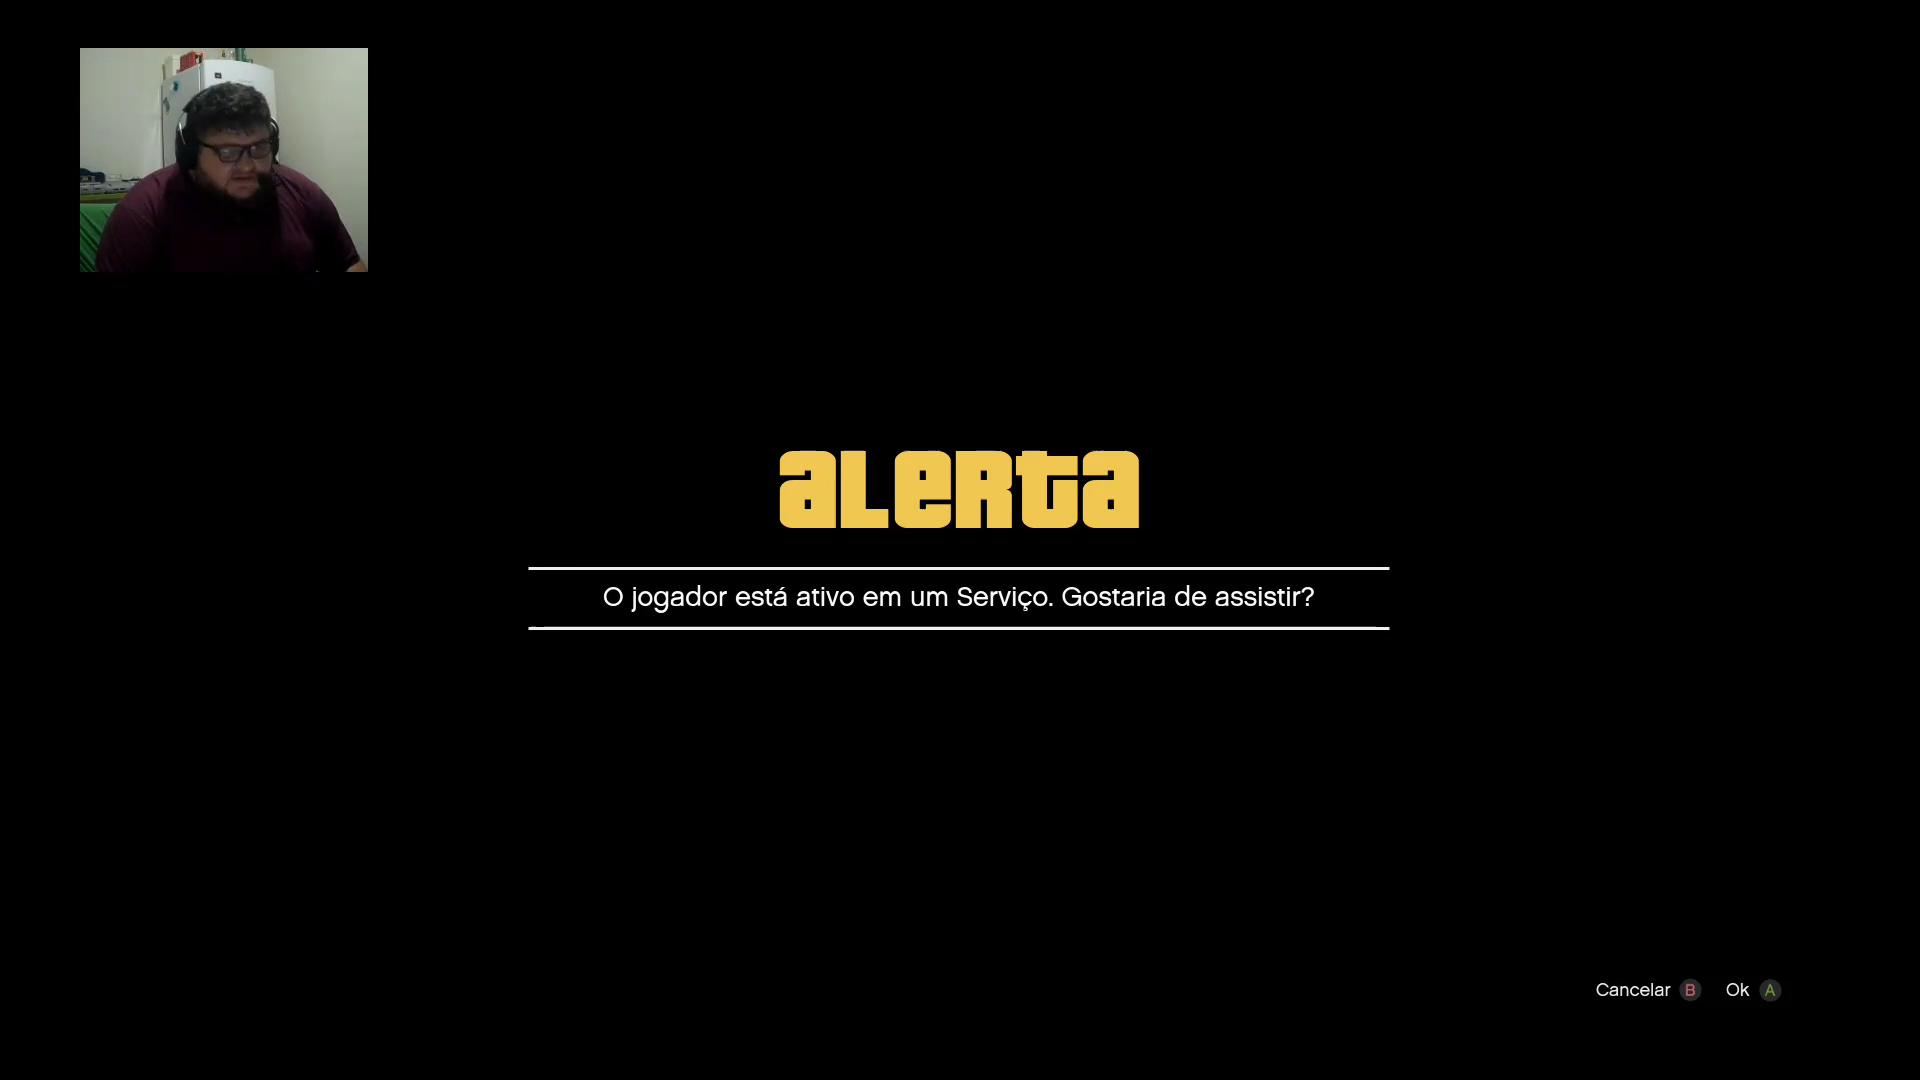 alerta
O jogador está ativo em um Serviço. Gostaria de assistir?
Cancelar B Ok A